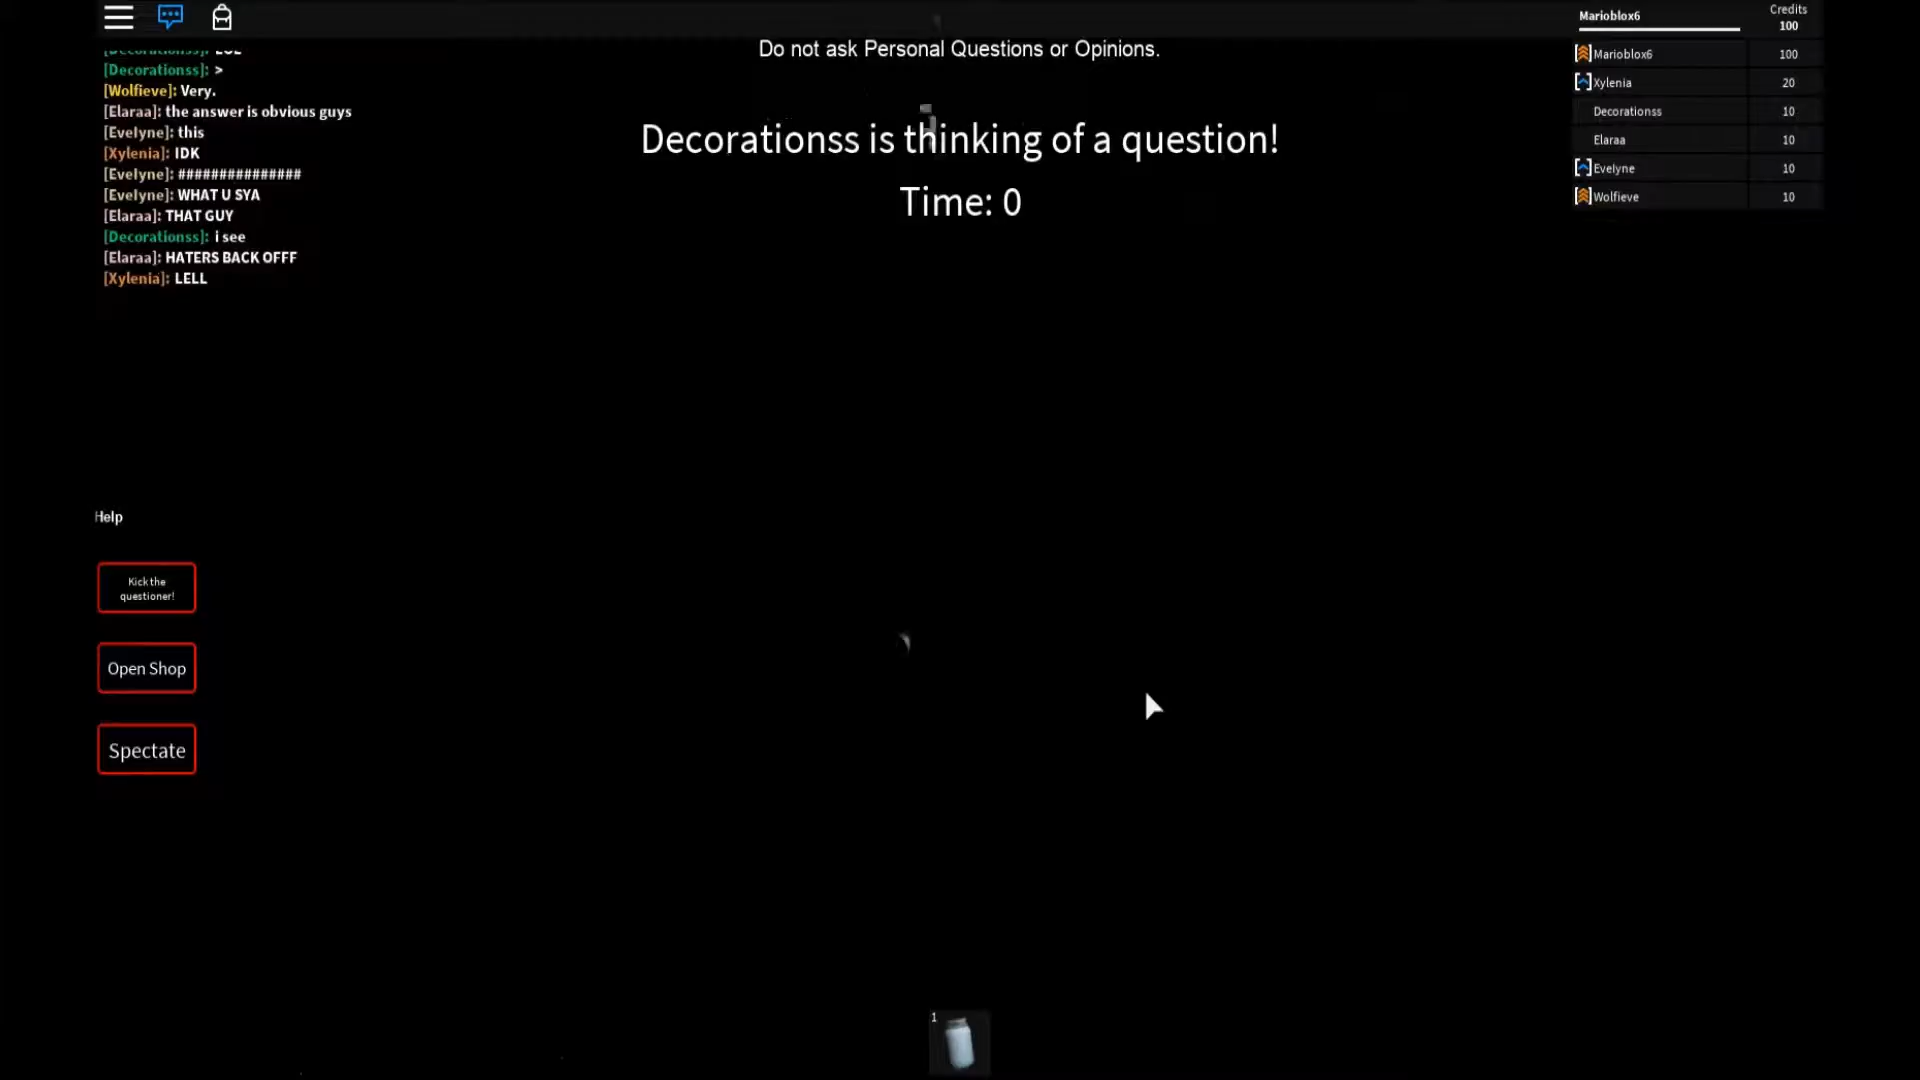 Marioblox6
Credits
100
Do not ask Personal Questions or Opinions.
[Decorationss]: LOL
[Decorationss]: >
[Wolfieve]: Very.
[Elaraa]: the answer is obvious guys
[Evelyne]: this
[Xylenia]: IDK
[Evelyne]: ##############
[Evelyne]: WHAT U SYA
[Elaraa]: THAT GUY
[Decorationss]: i see
[Elaraa]: HATERS BACK OFFF
[Xylenia]: LELL
Decorationss is thinking of a question!
Time: 0
Marioblox6 100
Xylenia 20
Decorationss 10
Elaraa 10
Evelyne 10
Wolfieve 10
Help
Kick the
questioner!
Open Shop
Spectate
1